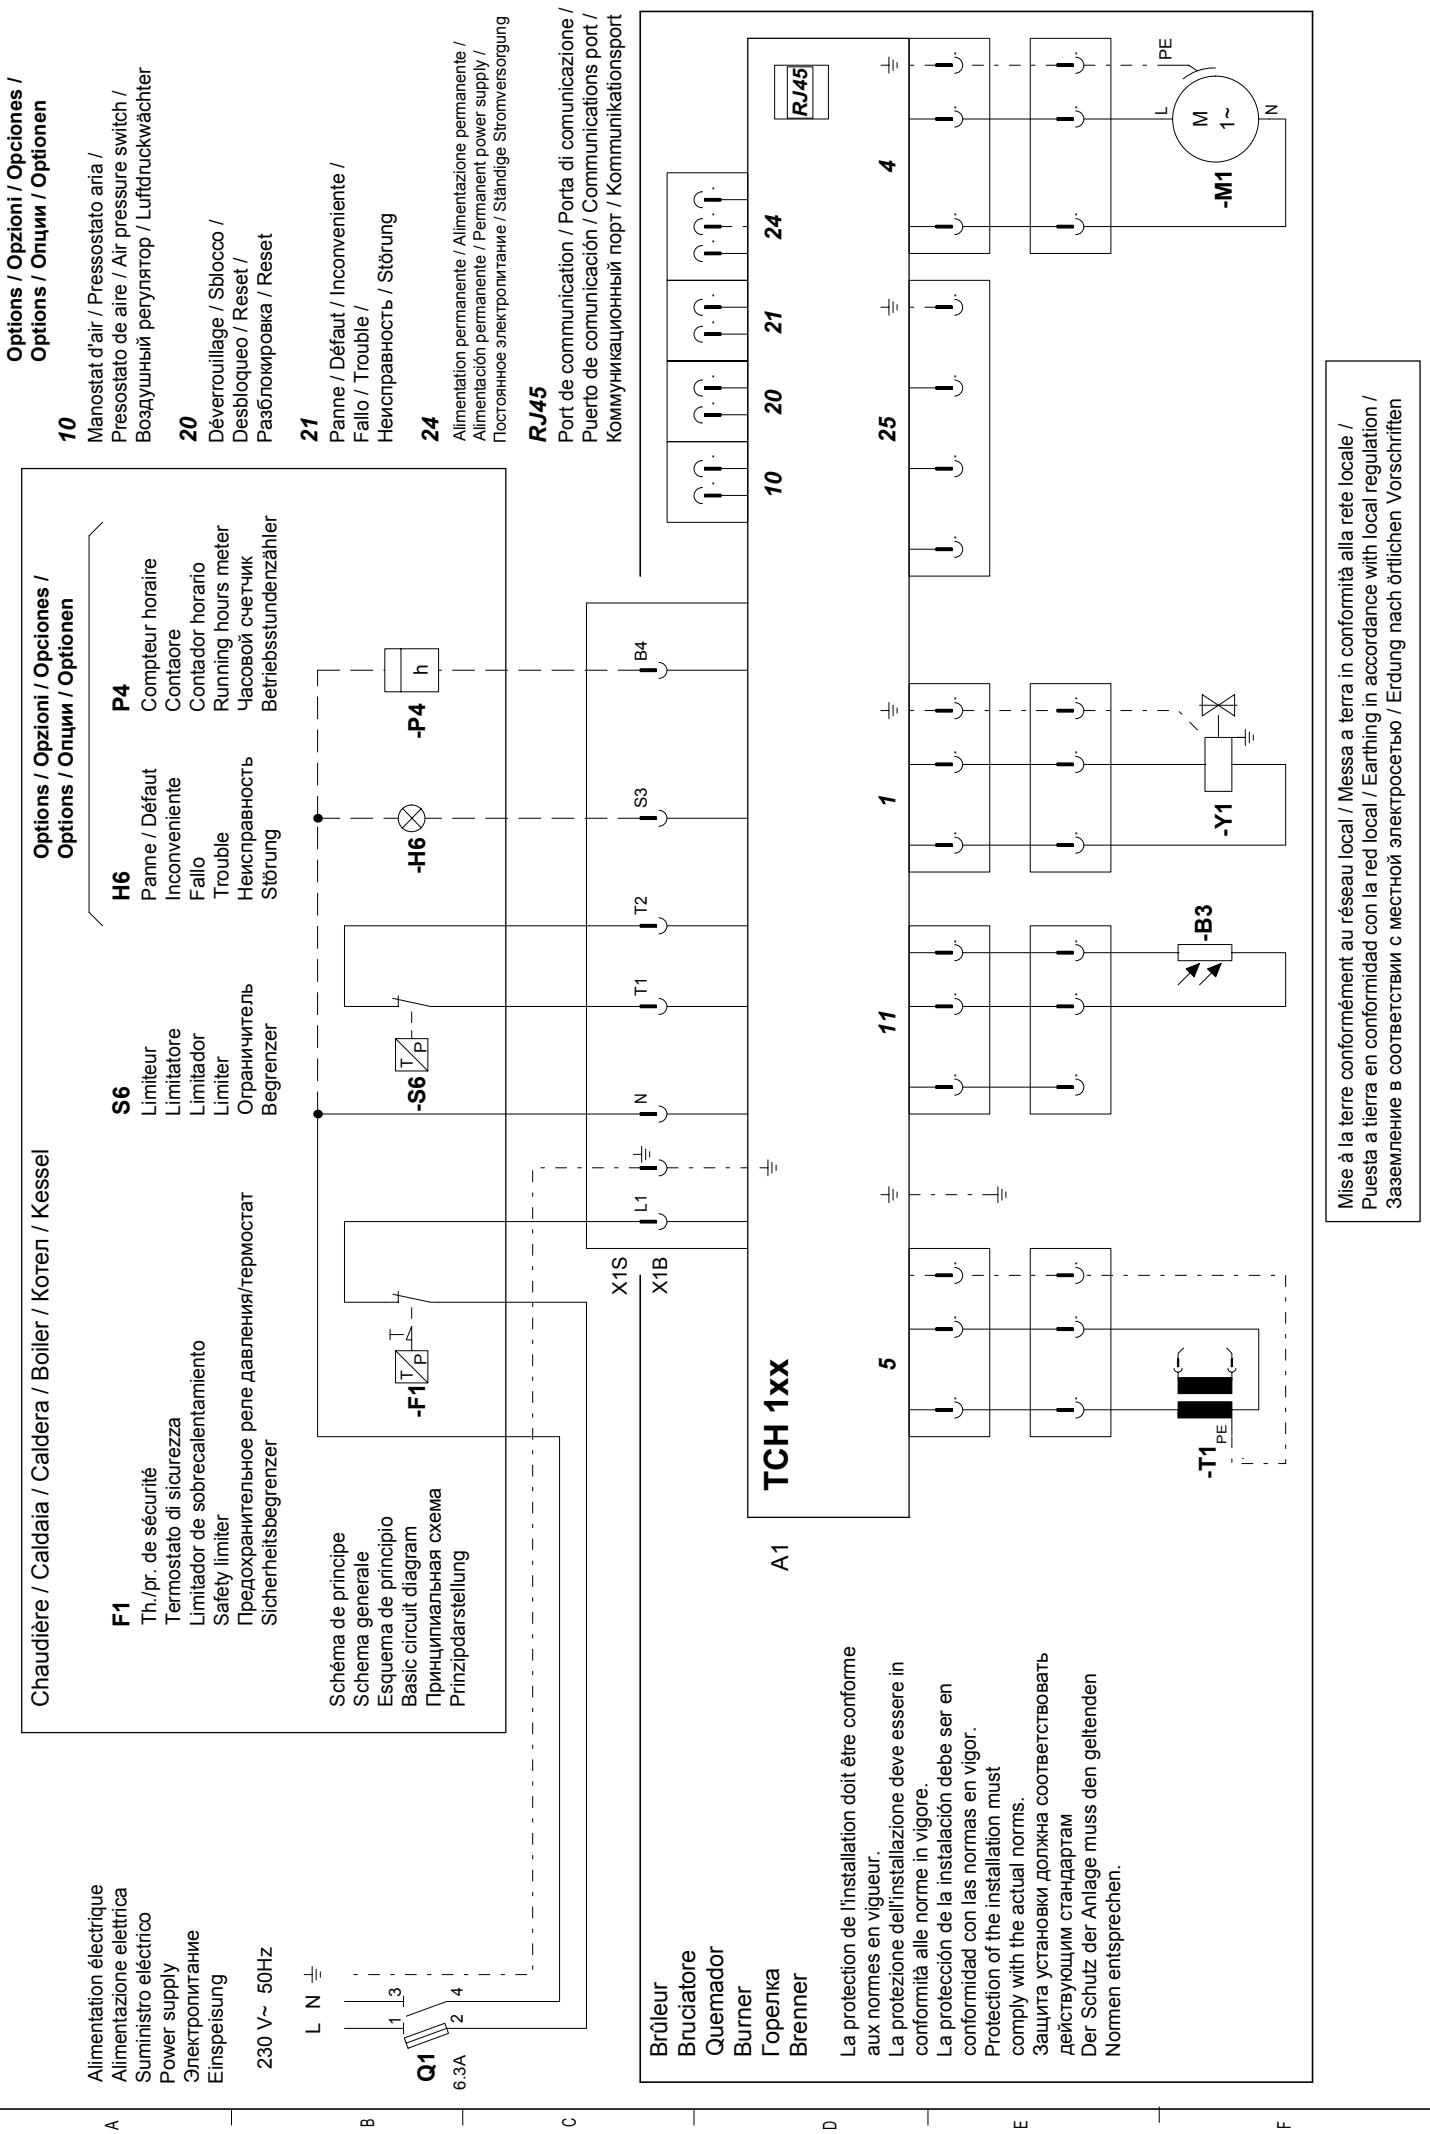 Alimentation électrique
Alimentazione elettrica
Suministro eléctrico
Power supply
Электропитание
Einspeisung
230 V~ 50Hz
L N
1 3
2 4
Q1
6.3A
Chaudière / Caldaia / Caldera / Boiler / Котел / Kessel
F1
Th./pr. de sécurité
Termostato di sicurezza
Limitador de sobrecalentamiento
Safety limiter
Предохранительное реле давления/термостат
Sicherheitsbegrenzer
S6
Limiteur
Limitatore
Limitador
Limiter
Ограничитель
Begrenzer
Options / Opzioni / Opciones /
Options / Опции / Optionen
H6
Panne / Défaut
Inconveniente
Fallo
Trouble
Неисправность
Störung
P4
Compteur horaire
Contaore
Contador horario
Running hours meter
Часовой счетчик
Betriebsstundenzähler
Schéma de principe
Schema generale
Esquema de principio
Basic circuit diagram
Принципиальная схема
Prinzipdarstellung
-F1
T
P
-S6
T
P
-H6
-P4
h
X1S
X1B
L1
N
T1
T2
S3
B4
Options / Opzioni / Opciones /
Options / Опции / Optionen
10
Manostat d'air / Pressostato aria /
Presostato de aire / Air pressure switch /
Воздушный регулятор / Luftdruckwächter
20
Déverrouillage / Sblocco /
Desbloqueo / Reset /
Разблокировка / Reset
21
Panne / Défaut / Inconveniente /
Fallo / Trouble /
Неисправность / Störung
24
Alimentation permanente / Alimentazione permanente /
Alimentación permanente / Permanent power supply /
Постоянное электропитание / Ständige Stromversorgung
RJ45
Port de communication / Porta di comunicazione /
Puerto de comunicación / Communications port /
Коммуникационный порт / Kommunikationsport
Brûleur
Bruciatore
Quemador
Burner
Горелка
Brenner
A1
TCH 1xx
10
20
21
24
RJ45
5
11
1
25
4
La protection de l'installation doit être conforme
aux normes en vigueur.
La protezione dell'installazione deve essere in
conformità alle norme in vigore.
La protección de la instalación debe ser en
conformidad con las normas en vigor.
Protection of the installation must
comply with the actual norms.
Защита установки должна соответствовать
действующим стандартам
Der Schutz der Anlage muss den geltenden
Normen entsprechen.
-T1
PE
-B3
-Y1
-M1
M
1~
L
N
PE
Mise à la terre conformément au réseau local / Messa a terra in conformità alla rete locale /
Puesta a tierra en conformidad con la red local / Earthing in accordance with local regulation /
Заземление в соответствии с местной электросетью / Erdung nach örtlichen Vorschriften
A
B
C
D
E
F